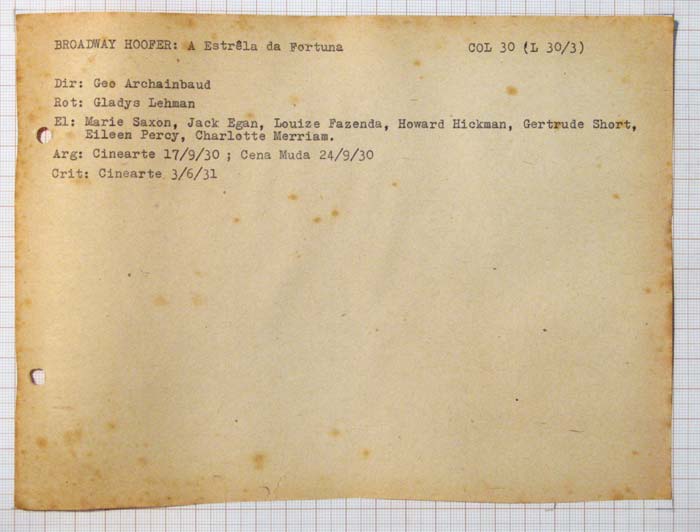 BROADWAY HOOFER: A Estrêla da Fortuna COL 30 (L 30/3)
Dir: Geo Archainbaud
Rot: Gladys Lehman
El: Marie Saxon, Jack Egan, Louize Fazenda, Howard Hickman, Gertrude Short,
Eileen Percy, Charlotte Merriam.
Arg: Cinearte 17/9/30 ; Cena Muda 24/9/30
Crit: Cinearte 3/6/31